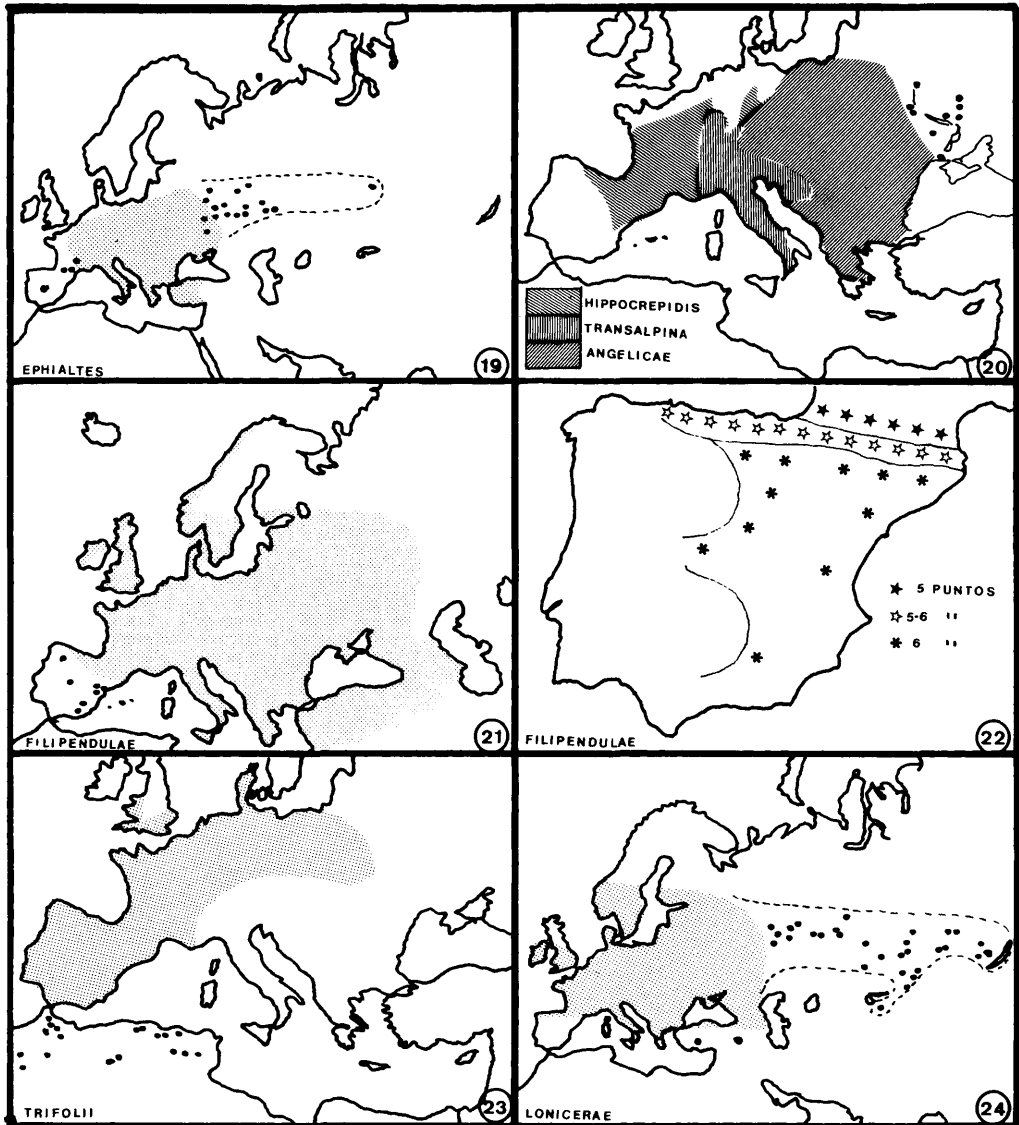 EPHIALTES
19
HIPPOCREPIDIS
TRANSALPINA
ANGELICAE
20
FILIPENDULAE
21
5 PUNTOS
5-6 "
6 "
FILIPENDULAE
22
TRIFOLII
23
LONICERAE
24